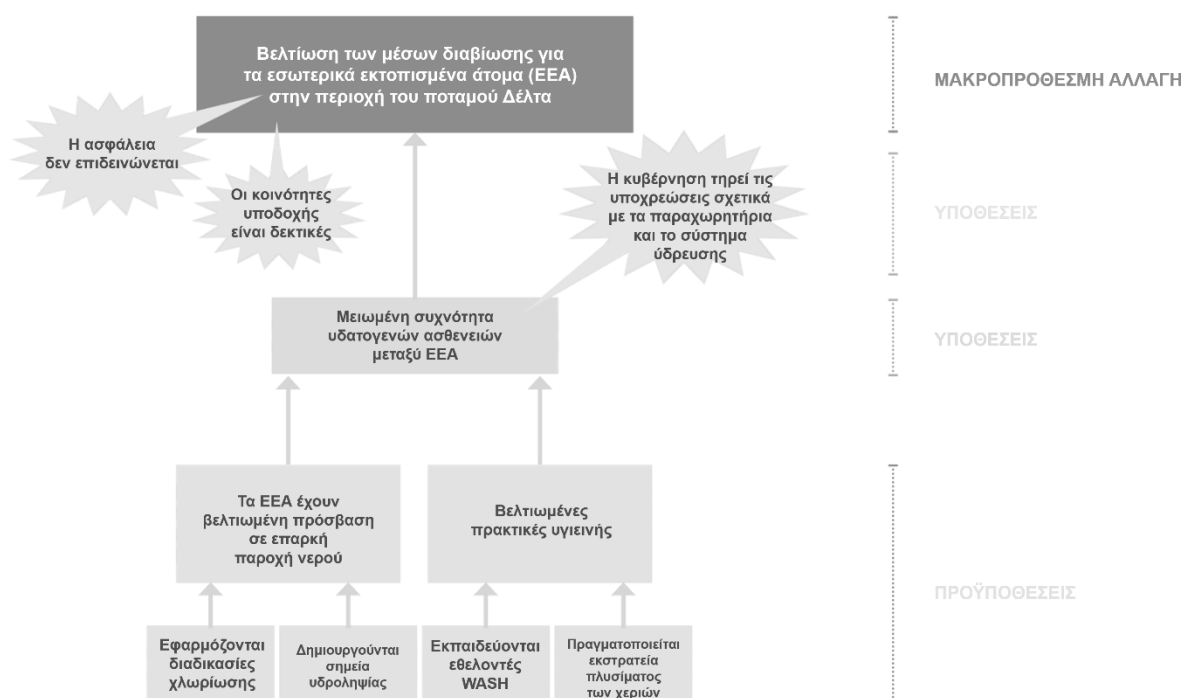 Βελτίωση των μέσων διαβίωσης για
τα εσωτερικά εκτοπισμένα άτομα (ΕΕΑ)
στην περιοχή του ποταμού Δέλτα
ΜΑΚΡΟΠΡΟΘΕΣΜΗ ΑΛΛΑΓΗ
Η ασφάλεια
δεν επιδεινώνεται
Οι κοινότητες
υποδοχής
είναι δεκτικές
Η κυβέρνηση τηρεί τις
υποχρεώσεις σχετικά
με τα παραχωρητήρια
και το σύστημα
ύδρευσης
ΥΠΟΘΕΣΕΙΣ
Μειωμένη συχνότητα
υδατογενών ασθενειών
μεταξύ ΕΕΑ
ΥΠΟΘΕΣΕΙΣ
Τα ΕΕΑ έχουν
βελτιωμένη πρόσβαση
σε επαρκή
παροχή νερού
Βελτιωμένες
πρακτικές υγιεινής
ΠΡΟΫΠΟΘΕΣΕΙΣ
Εφαρμόζονται
διαδικασίες
χλωρίωσης
Δημιουργούνται
σημεία
υδροληψίας
Εκπαιδεύονται
εθελοντές
WASH
Πραγματοποιείται
εκστρατεία
πλυσίματος
των χεριών